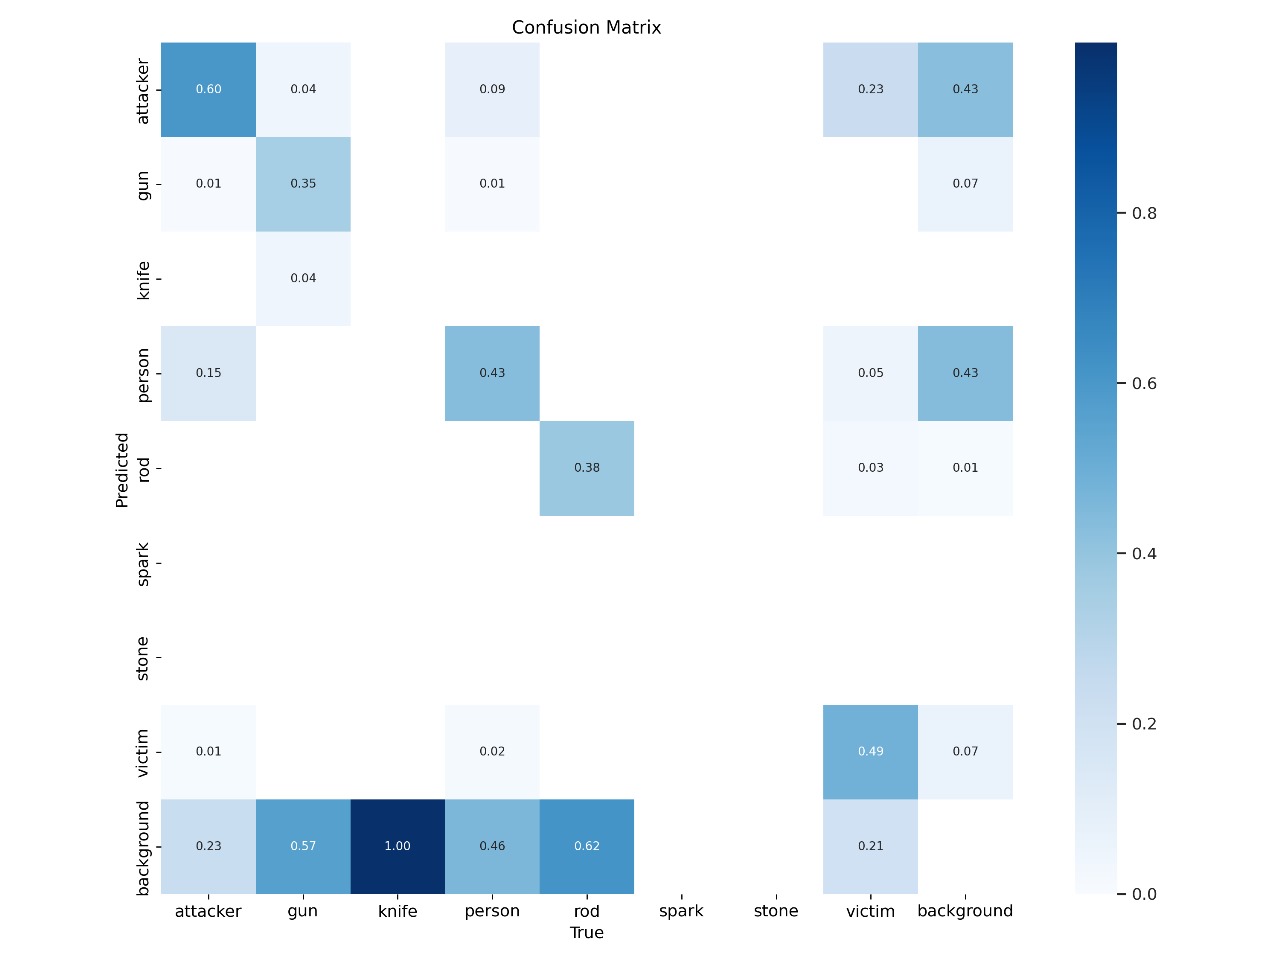 Confusion Matrix
attacker
0.60
0.04
0.09
0.23
0.43
gun
0.01
0.35
0.01
0.07
0.8
knife
0.04
0.6
person
0.15
0.43
0.05
0.43
Predicted
rod
0.38
0.03
0.01
0.4
spark
stone
0.2
victim
0.01
0.02
0.49
0.07
background
0.23
0.57
1.00
0.46
0.62
0.21
0.0
attacker
gun
knife
person
rod
spark
stone
victim
background
True